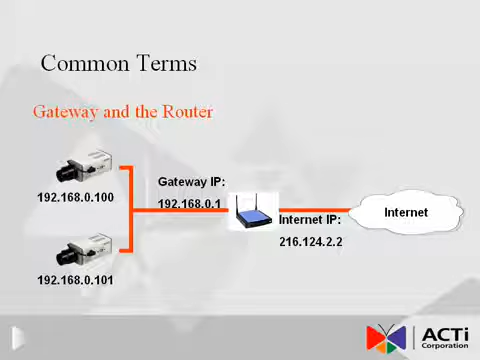 Common Terms
Gateway and the Router
192.168.0.100
Gateway IP:
192.168.0.1
Internet IP:
216.124.2.2
Internet
192.168.0.101
ACTi
Corporation